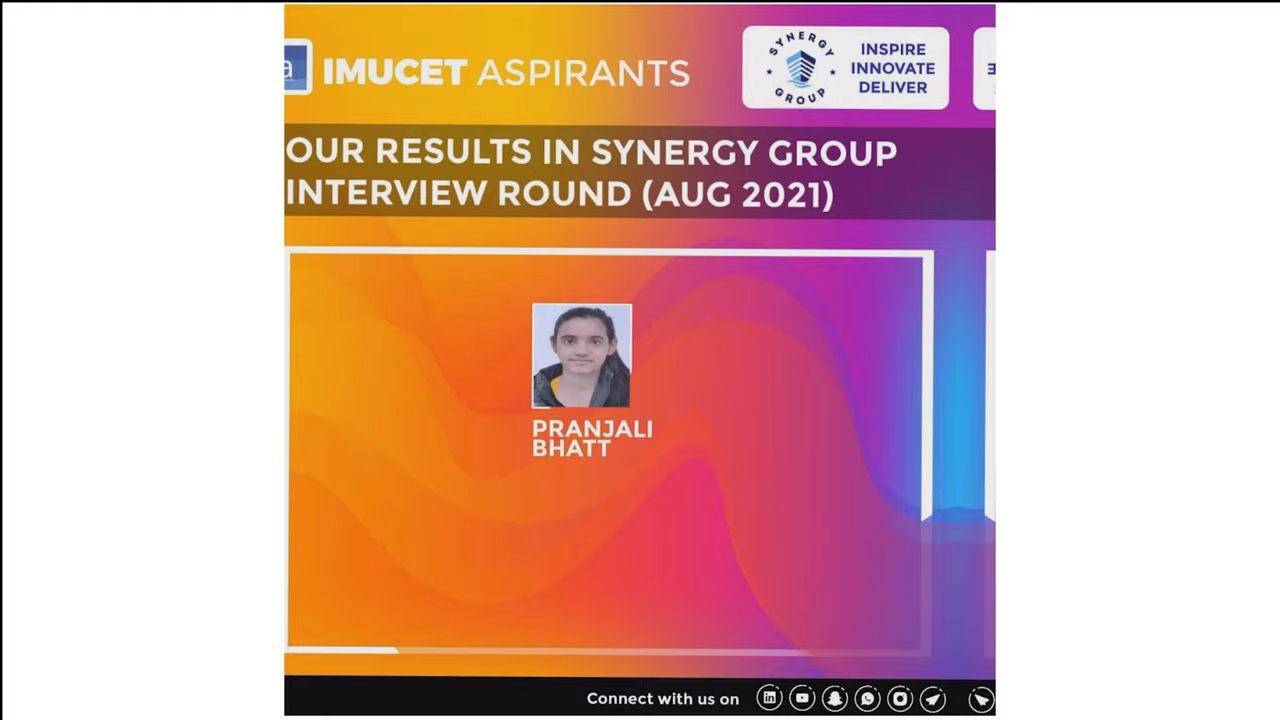 a IMUCET ASPIRANTS
SYNERGY
GROUP
INSPIRE
INNOVATE
DELIVER
OUR RESULTS IN SYNERGY GROUP
INTERVIEW ROUND (AUG 2021)
PRANJALI
BHATT
Connect with us on
in